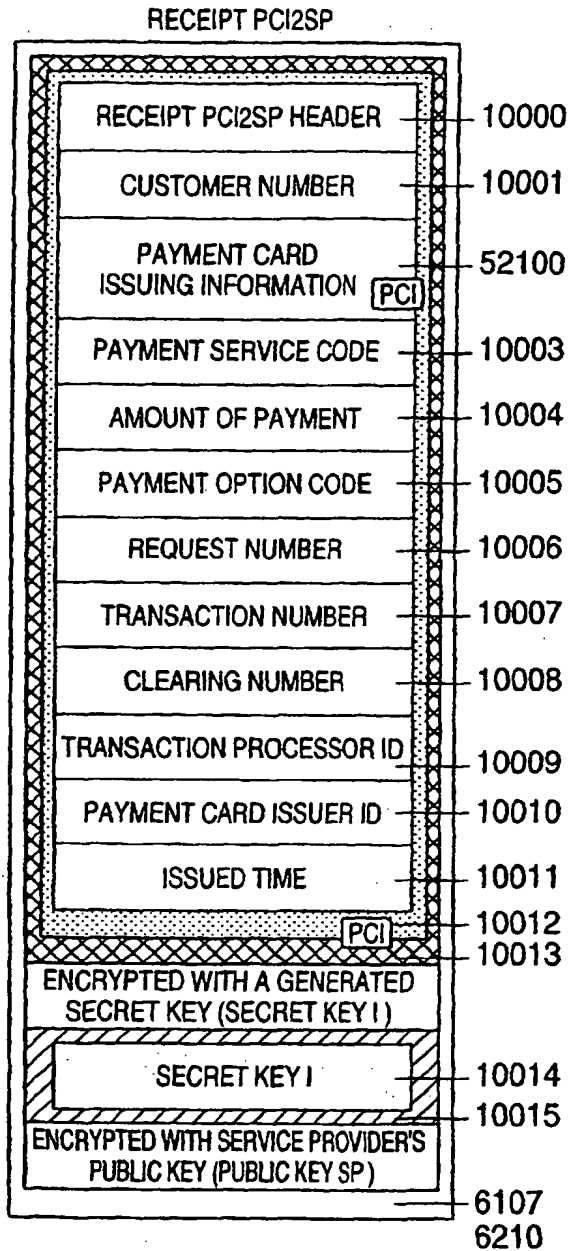 RECEIPT PCI2SP
RECEIPT PCI2SP HEADER 10000
CUSTOMER NUMBER 10001
PAYMENT CARD
ISSUING INFORMATION 52100
PCI
PAYMENT SERVICE CODE 10003
AMOUNT OF PAYMENT 10004
PAYMENT OPTION CODE 10005
REQUEST NUMBER 10006
TRANSACTION NUMBER 10007
CLEARING NUMBER 10008
TRANSACTION PROCESSOR ID 10009
PAYMENT CARD ISSUER ID 10010
ISSUED TIME 10011
10012
PCI
10013
ENCRYPTED WITH A GENERATED
SECRET KEY (SECRET KEY I)
SECRET KEY I 10014
10015
ENCRYPTED WITH SERVICE PROVIDER'S
PUBLIC KEY (PUBLIC KEY SP)
6107
6210